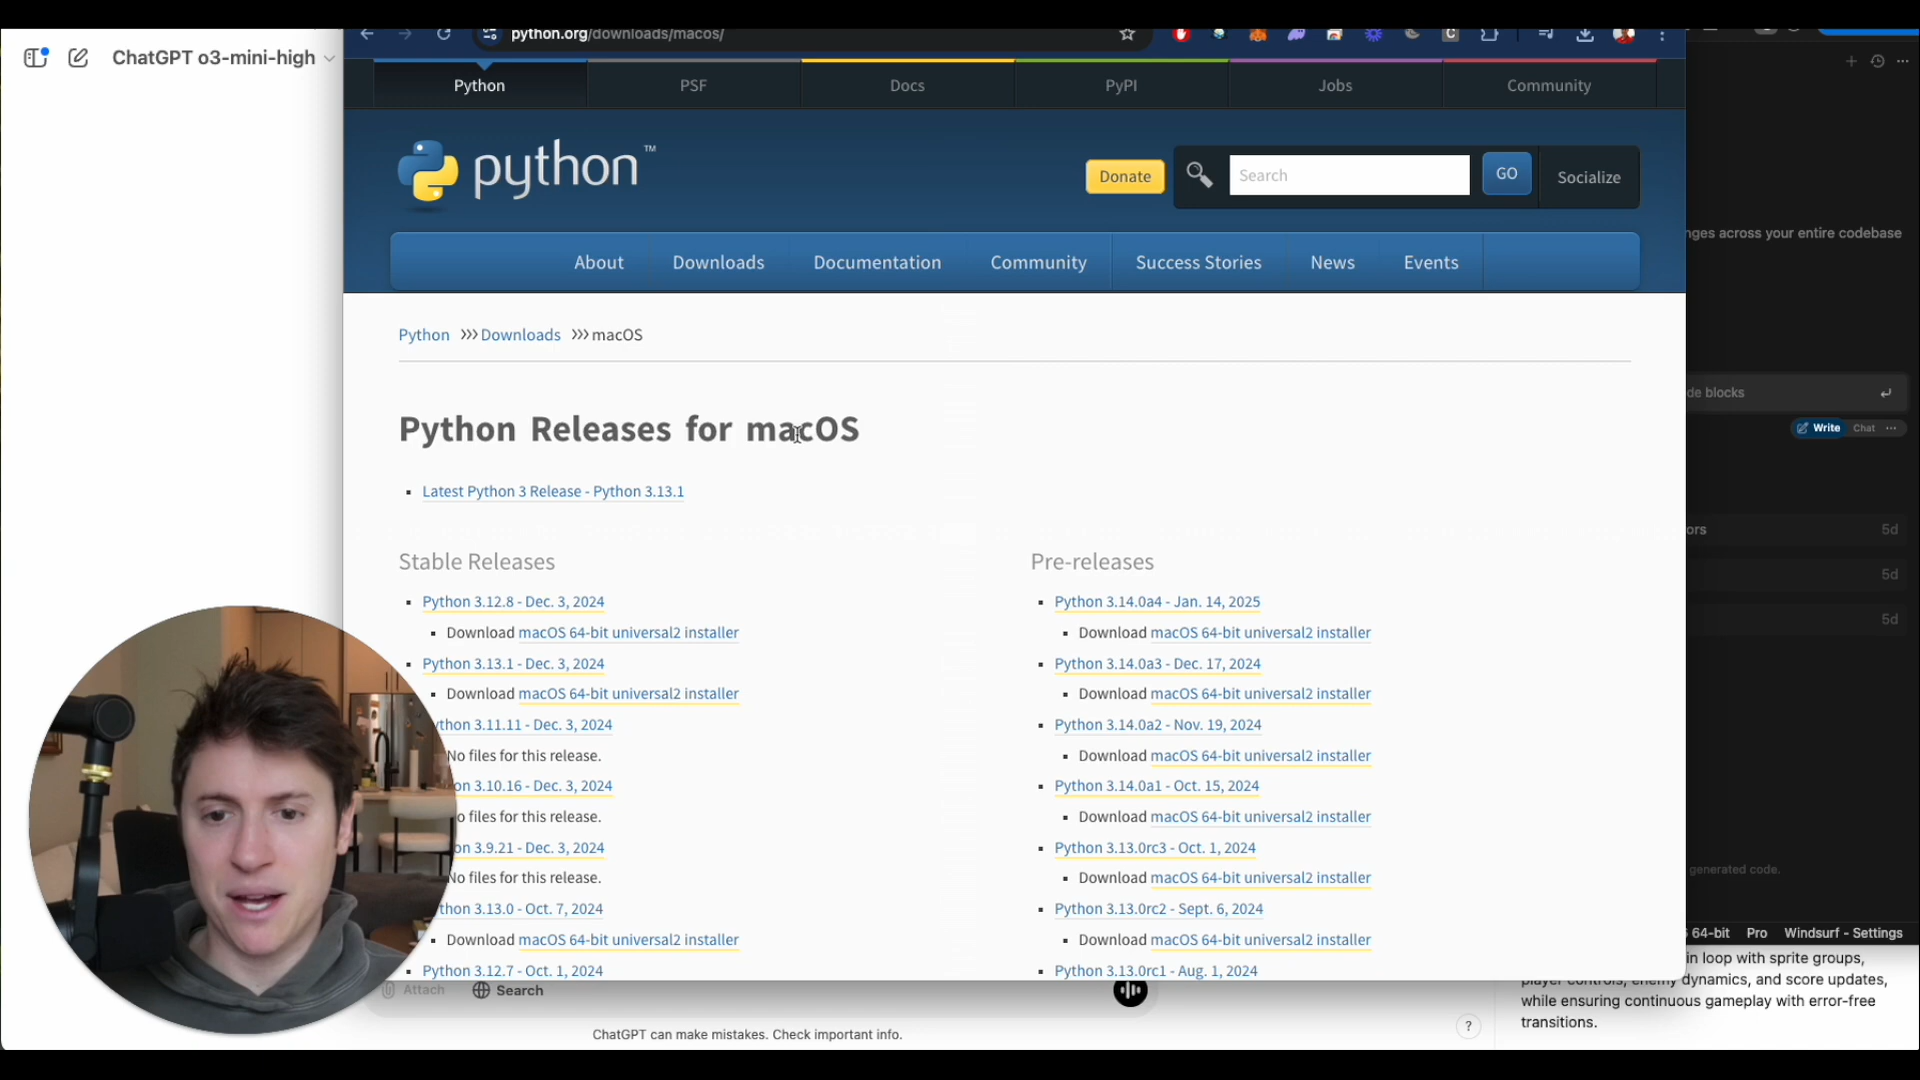 ChatGPT o3-mini-high
python.org/downloads/macos/
Python
PSF
Docs
PyPI
Jobs
Community
python™
Donate
Search
GO
Socialize
About
Downloads
Documentation
Community
Success Stories
News
Events
Python >>> Downloads >>> macOS
Python Releases for macOS
Latest Python 3 Release - Python 3.13.1
Stable Releases
Python 3.12.8 - Dec. 3, 2024
Download macOS 64-bit universal2 installer
Python 3.13.1 - Dec. 3, 2024
Download macOS 64-bit universal2 installer
thon 3.11.11 - Dec. 3, 2024
No files for this release.
on 3.10.16 - Dec. 3, 2024
o files for this release.
on 3.9.21 - Dec. 3, 2024
No files for this release.
thon 3.13.0 - Oct. 7, 2024
Download macOS 64-bit universal2 installer
Python 3.12.7 - Oct. 1, 2024
Pre-releases
Python 3.14.0a4 - Jan. 14, 2025
Download macOS 64-bit universal2 installer
Python 3.14.0a3 - Dec. 17, 2024
Download macOS 64-bit universal2 installer
Python 3.14.0a2 - Nov. 19, 2024
Download macOS 64-bit universal2 installer
Python 3.14.0a1 - Oct. 15, 2024
Download macOS 64-bit universal2 installer
Python 3.13.0rc3 - Oct. 1, 2024
Download macOS 64-bit universal2 installer
Python 3.13.0rc2 - Sept. 6, 2024
Download macOS 64-bit universal2 installer
Python 3.13.0rc1 - Aug. 1, 2024
nges across your entire codebase
de blocks
Write
Chat
ors
5d
5d
5d
generated code.
64-bit
Pro
Windsurf - Settings
in loop with sprite groups,
player controls, enemy dynamics, and score updates,
while ensuring continuous gameplay with error-free
transitions.
Attach
Search
ChatGPT can make mistakes. Check important info.
?